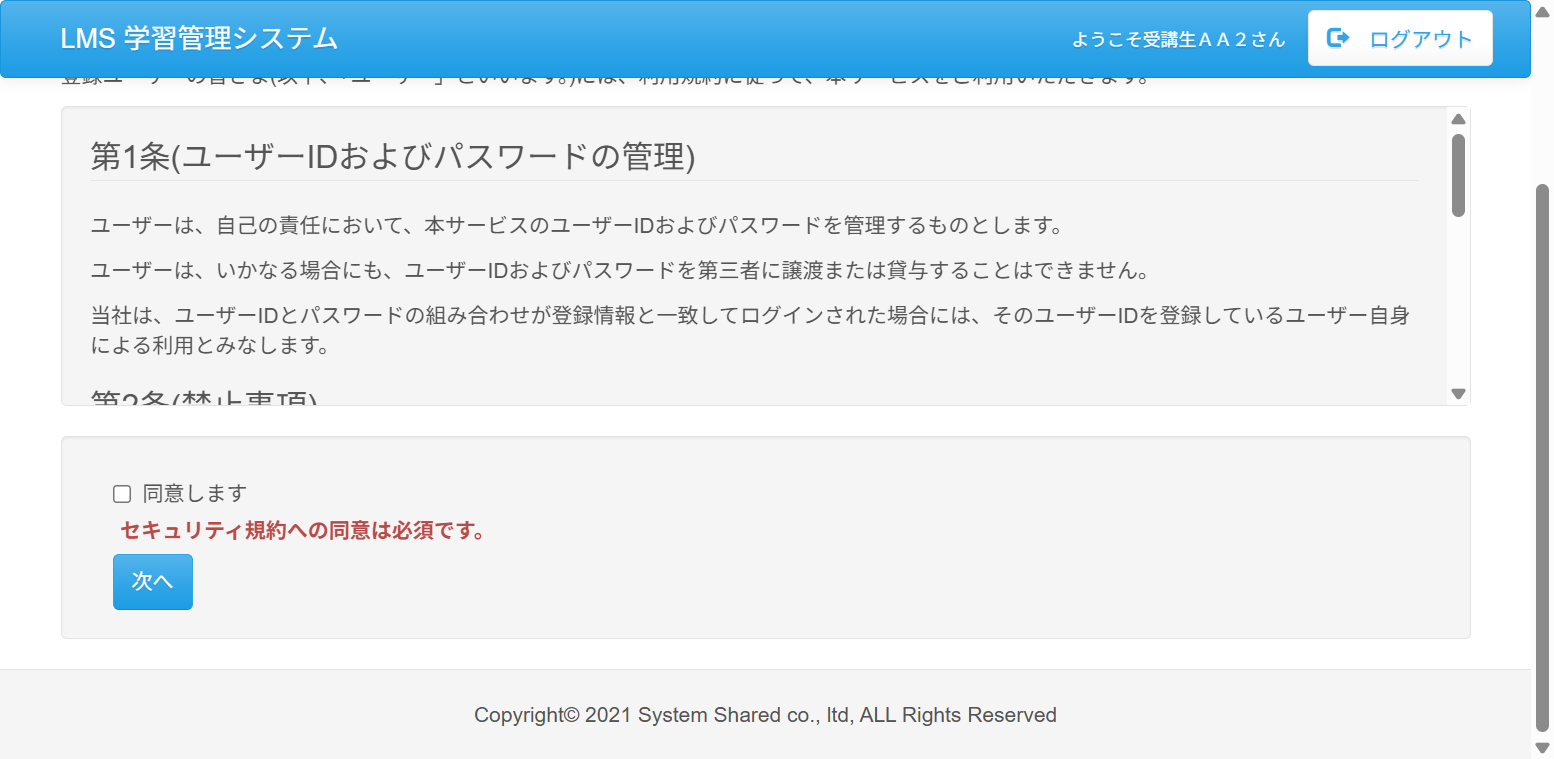 LMS 学習管理システム
ようこそ受講生ＡＡ２さん
ログアウト
第1条(ユーザーIDおよびパスワードの管理)
ユーザーは、自己の責任において、本サービスのユーザーIDおよびパスワードを管理するものとします。
ユーザーは、いかなる場合にも、ユーザーIDおよびパスワードを第三者に譲渡または貸与することはできません。
当社は、ユーザーIDとパスワードの組み合わせが登録情報と一致してログインされた場合には、そのユーザーIDを登録しているユーザー自身
による利用とみなします。
第2条(禁止事項)
同意します
セキュリティ規約への同意は必須です。
次へ
Copyright© 2021 System Shared co., ltd, ALL Rights Reserved